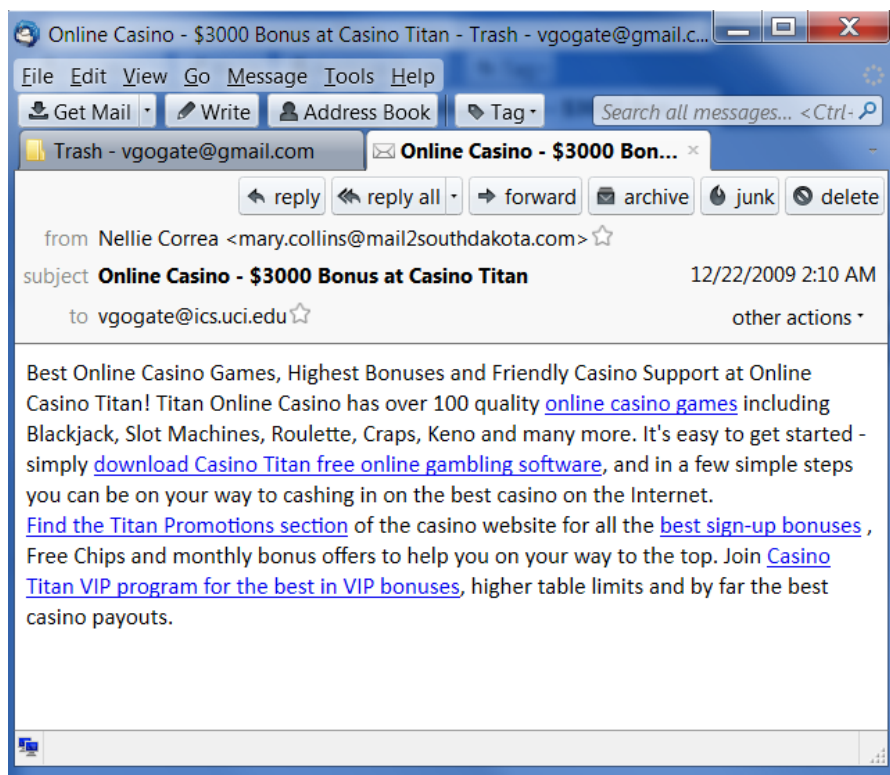 Online Casino - $3000 Bonus at Casino Titan - Trash - vgogate@gmail.c...
File Edit View Go Message Tools Help
Get Mail Write Address Book Tag Search all messages... <Ctrl-
Trash - vgogate@gmail.com Online Casino - $3000 Bon...
reply reply all forward archive junk delete
from Nellie Correa <mary.collins@mail2southdakota.com>
subject Online Casino - $3000 Bonus at Casino Titan 12/22/2009 2:10 AM
to vgogate@ics.uci.edu other actions
Best Online Casino Games, Highest Bonuses and Friendly Casino Support at Online
Casino Titan! Titan Online Casino has over 100 quality online casino games including
Blackjack, Slot Machines, Roulette, Craps, Keno and many more. It's easy to get started -
simply download Casino Titan free online gambling software, and in a few simple steps
you can be on your way to cashing in on the best casino on the Internet.
Find the Titan Promotions section of the casino website for all the best sign-up bonuses ,
Free Chips and monthly bonus offers to help you on your way to the top. Join Casino
Titan VIP program for the best in VIP bonuses, higher table limits and by far the best
casino payouts.